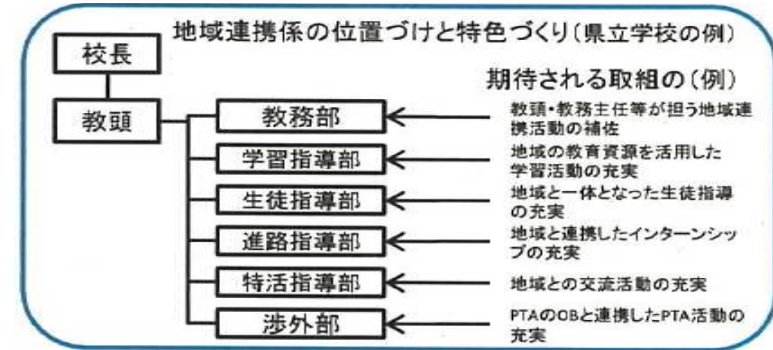 地域連携係の位置づけと特色づくり(県立学校の例)
校長
期待される取組の(例)
教頭
教務部
教頭・教務主任等が担う地域連
携活動の補佐
学習指導部
地域の教育資源を活用した
学習活動の充実
生徒指導部
地域と一体となった生徒指導
の充実
進路指導部
地域と連携したインターンシッ
プの充実
特活指導部
地域との交流活動の充実
渉外部
PTAのOBと連携したPTA活動の
充実